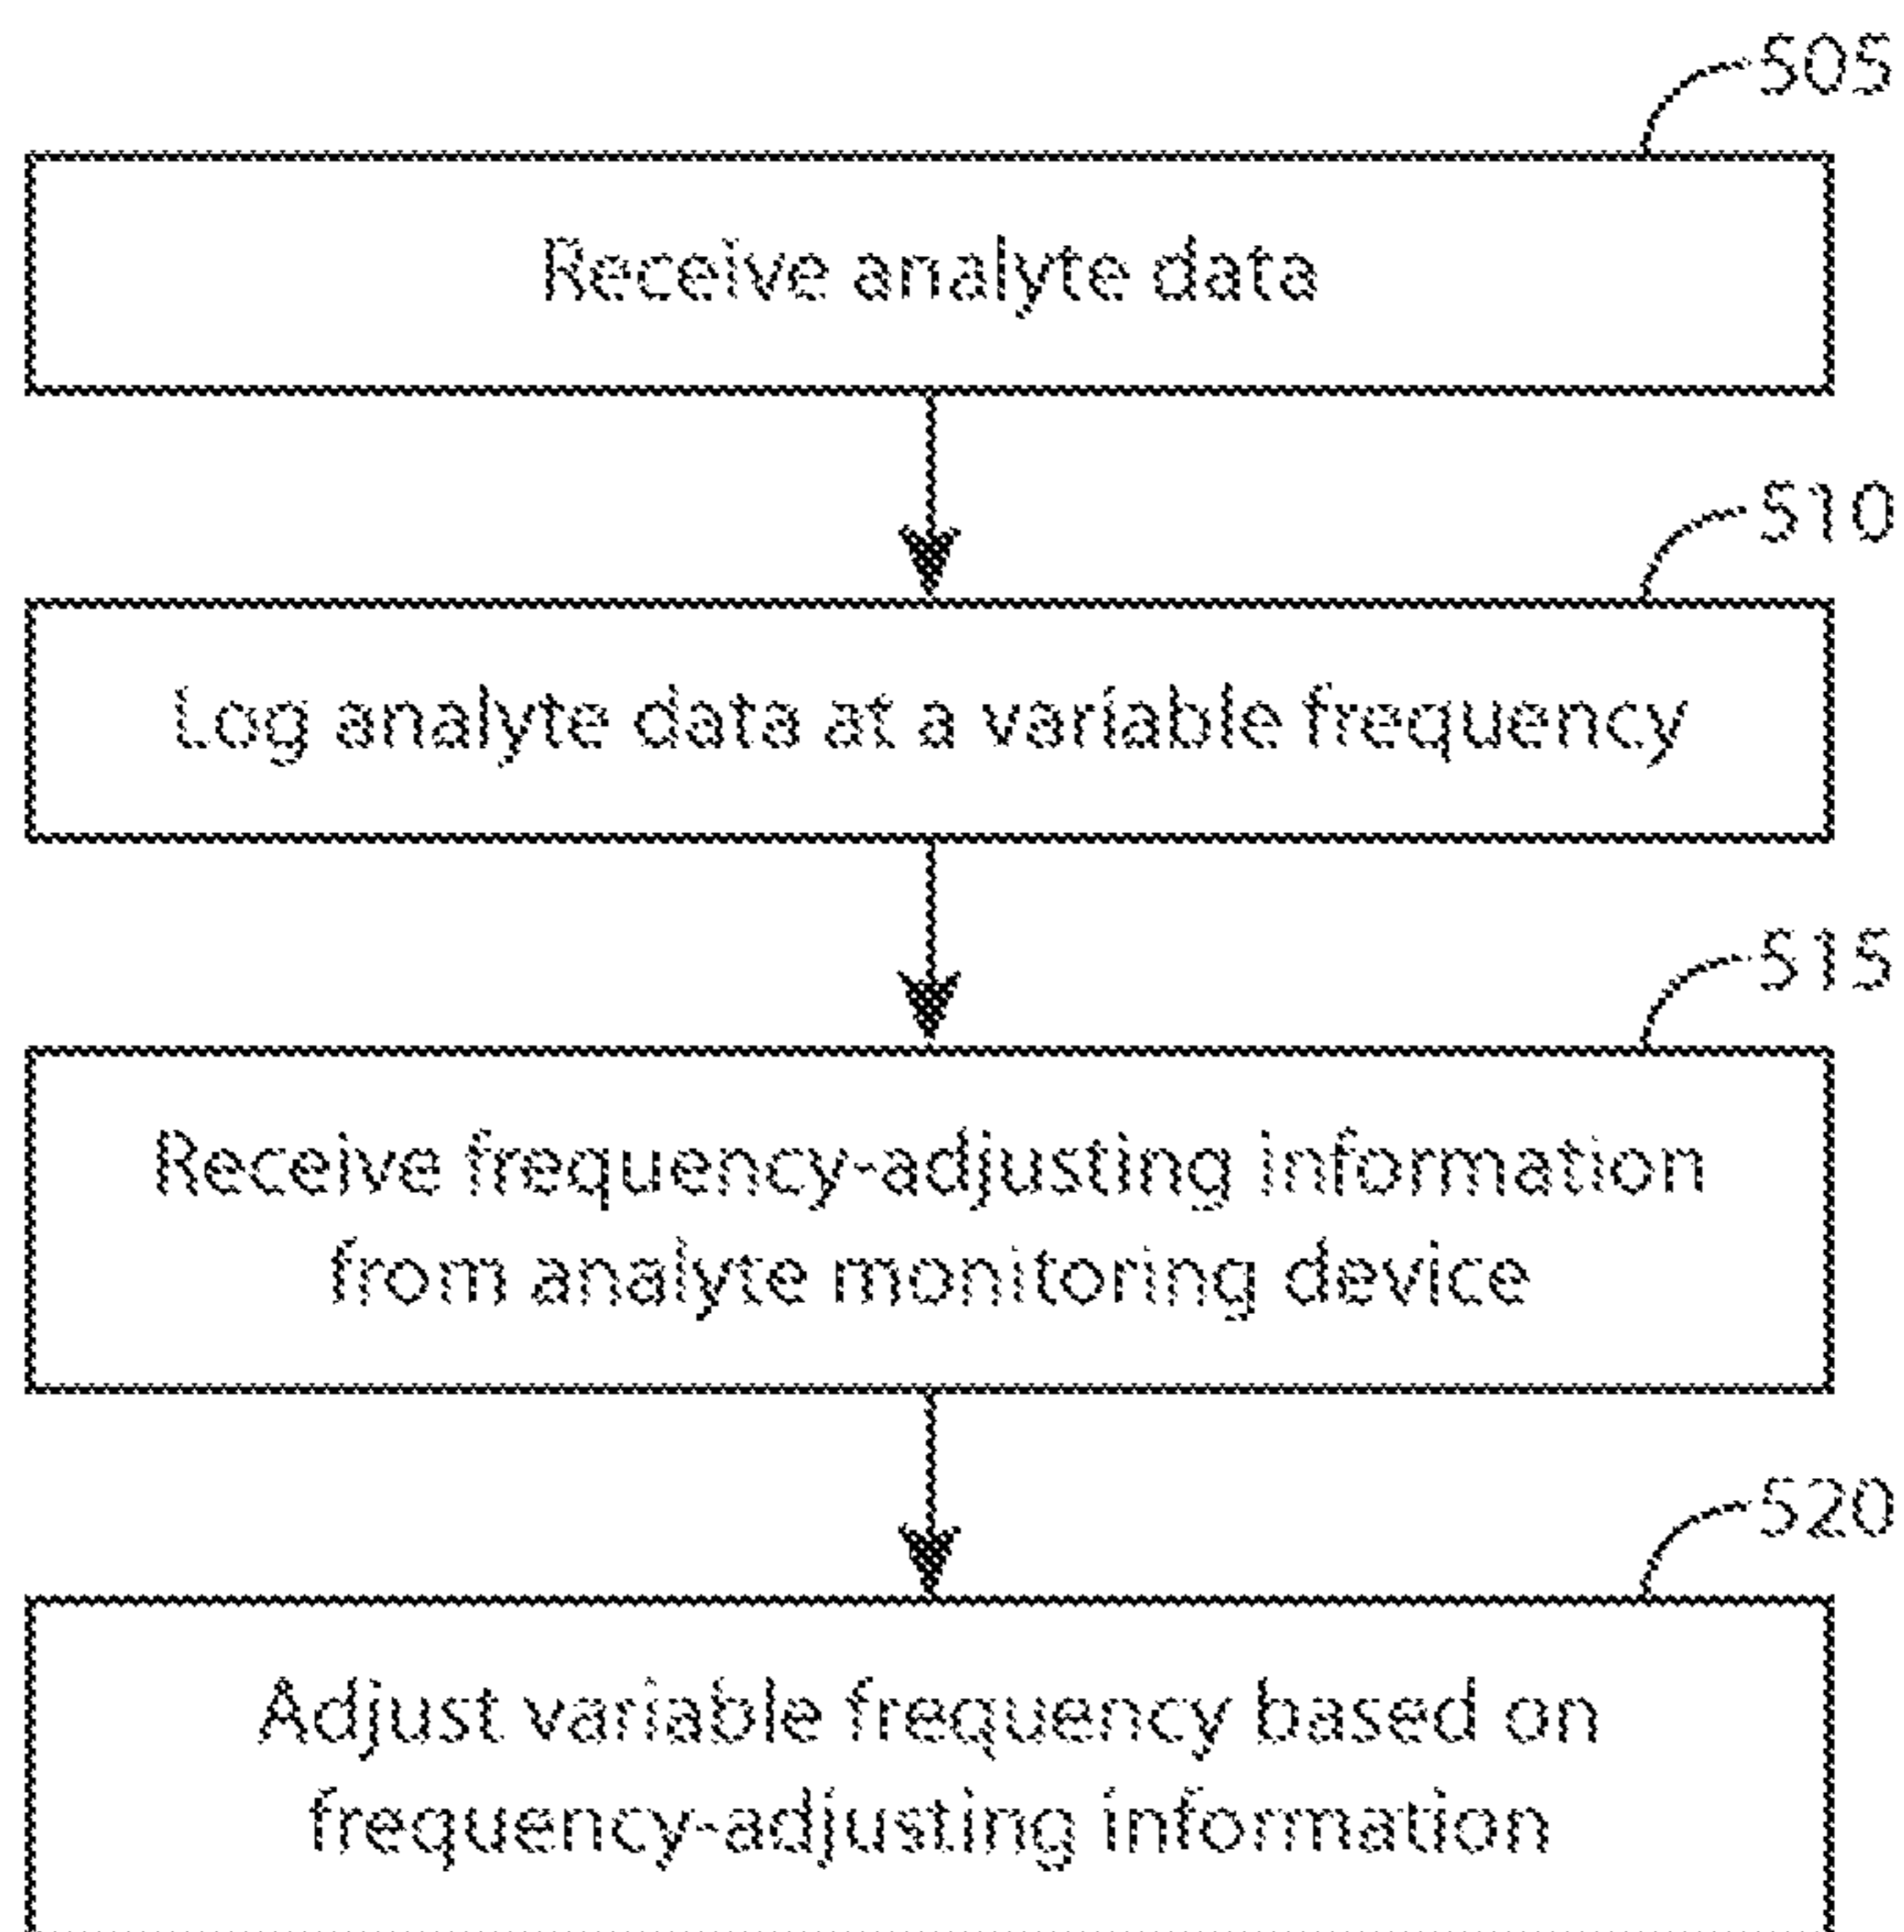 505
Receive analyte data
510
Log analyte data at a variable frequency
515
Receive frequency-adjusting information
from analyte monitoring device
520
Adjust variable frequency based on
frequency-adjusting information